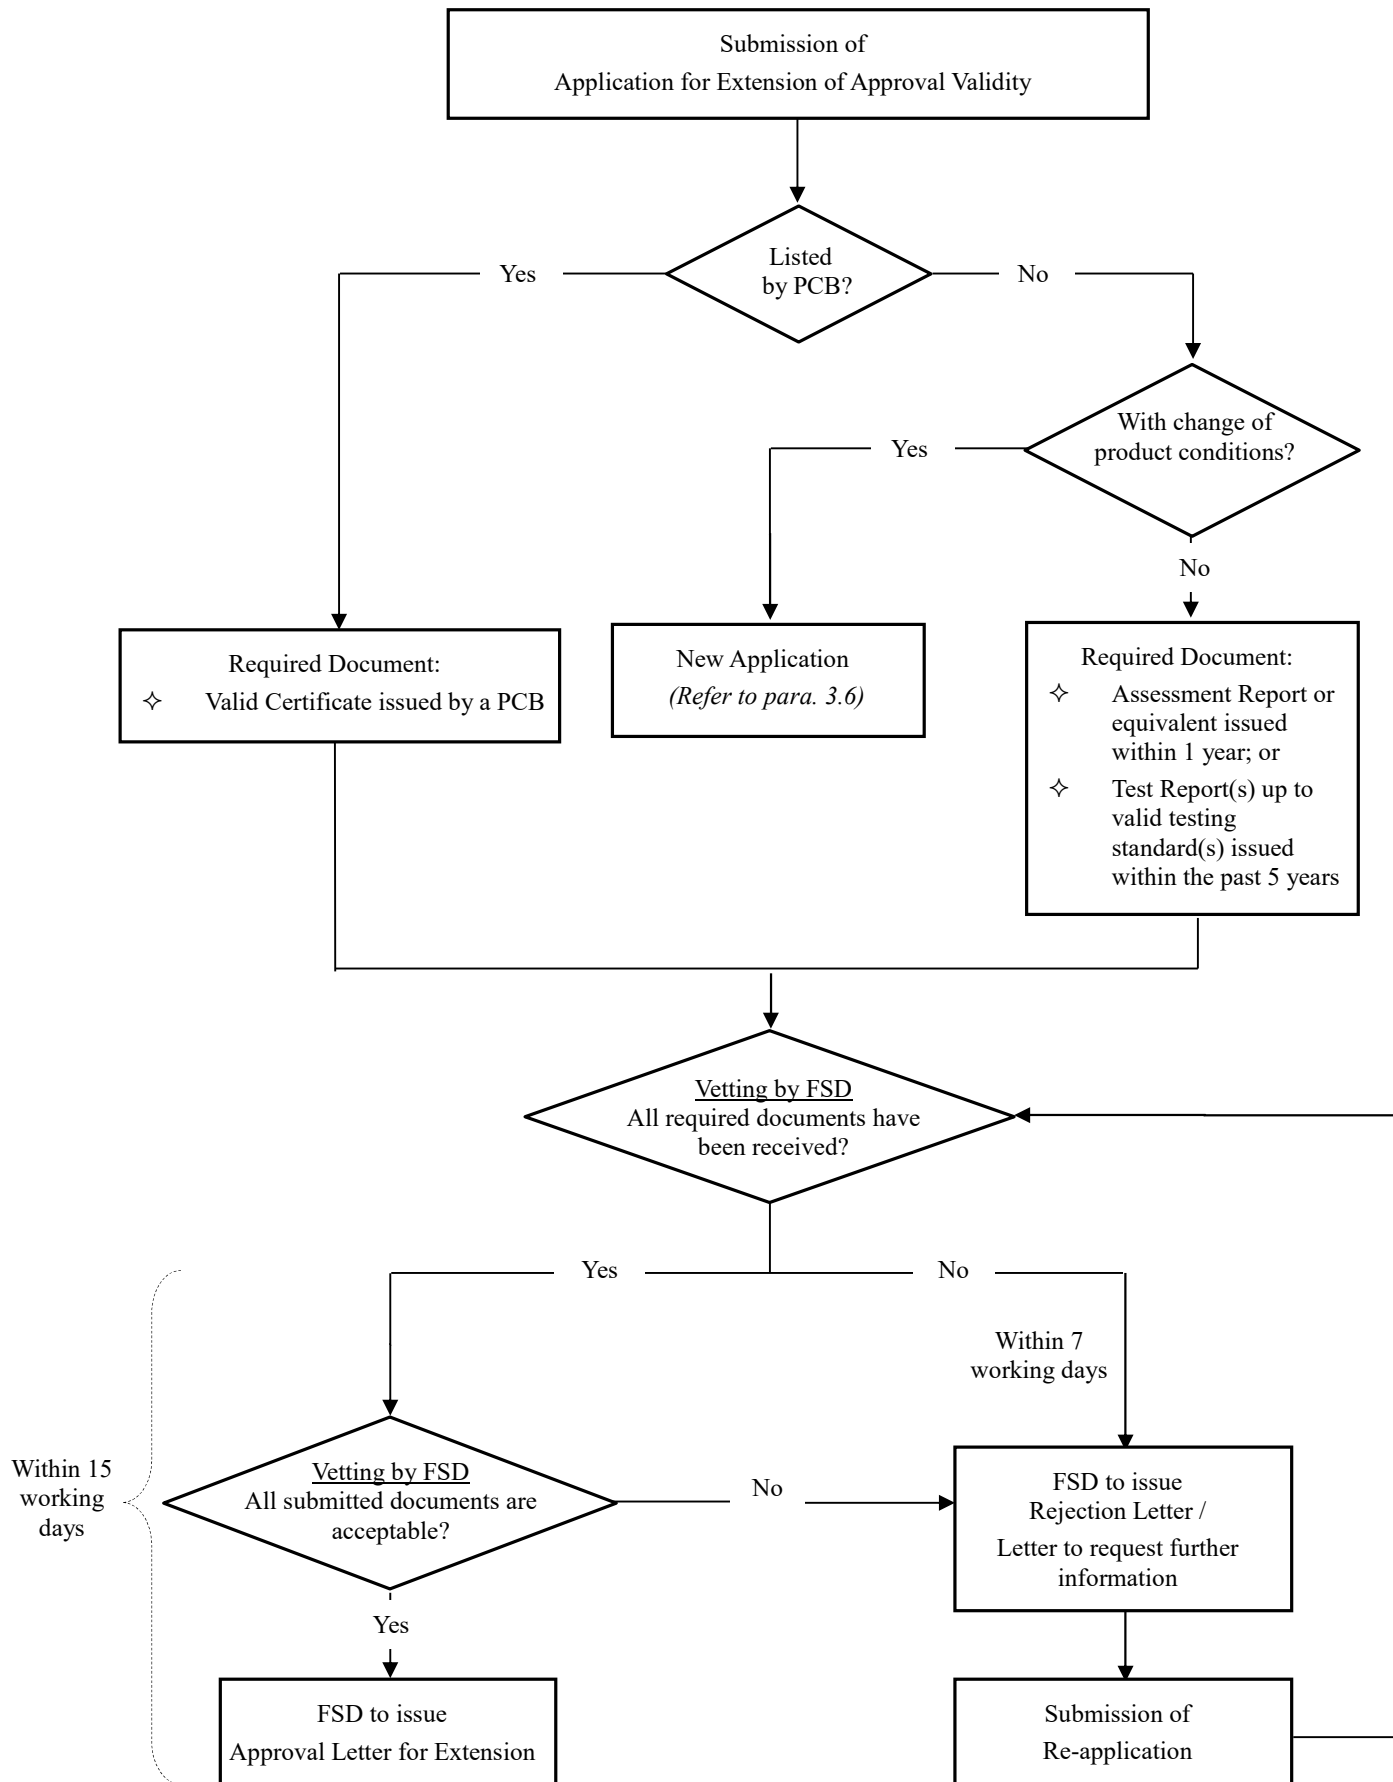 Submission of
Application for Extension of Approval Validity
Listed
by PCB?
Yes
No
With change of
product conditions?
Yes
No
Required Document:
✧ Valid Certificate issued by a PCB
New Application
(Refer to para. 3.6)
Required Document:
✧ Assessment Report or
equivalent issued
within 1 year; or
✧ Test Report(s) up to
valid testing
standard(s) issued
within the past 5 years
Vetting by FSD
All required documents have
been received?
Yes
No
Within 7
working days
Within 15
working
days
Vetting by FSD
All submitted documents are
acceptable?
No
FSD to issue
Rejection Letter /
Letter to request further
information
Yes
FSD to issue
Approval Letter for Extension
Submission of
Re-application